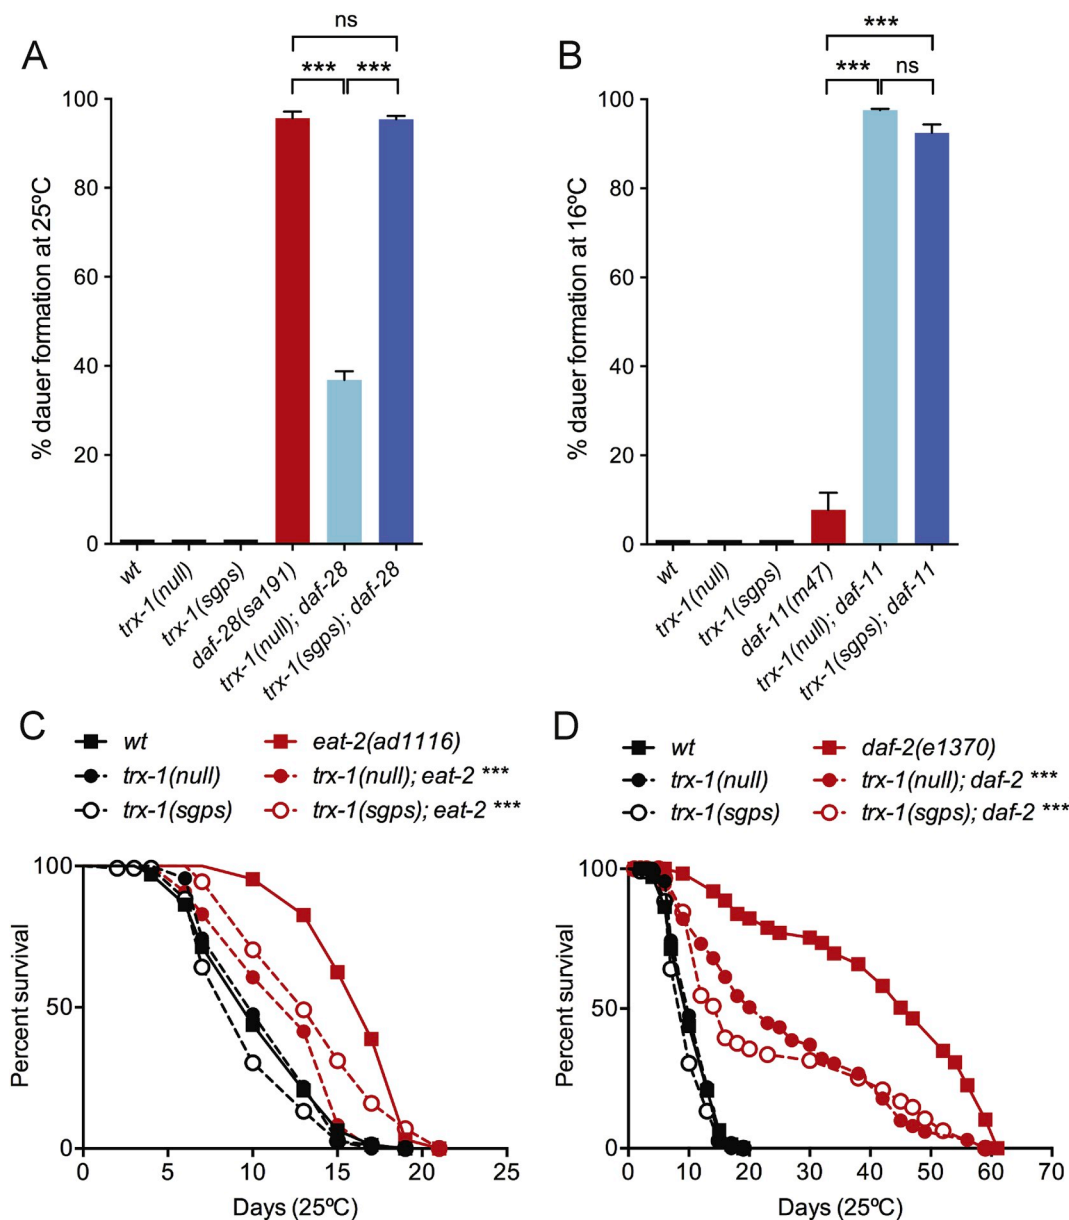 A
ns
***
***
% dauer formation at 25ºC
100
80
60
40
20
0
wt
trx-1(null)
trx-1(sgps)
daf-28(sa191)
trx-1(null); daf-28
trx-1(sgps); daf-28
B
***
***
ns
% dauer formation at 16ºC
100
80
60
40
20
0
wt
trx-1(null)
trx-1(sgps)
daf-11(m47)
trx-1(null); daf-11
trx-1(sgps); daf-11
C
wt
trx-1(null)
trx-1(sgps)
eat-2(ad1116)
trx-1(null); eat-2 ***
trx-1(sgps); eat-2 ***
Percent survival
100
50
0
0 5 10 15 20 25
Days (25ºC)
D
wt
trx-1(null)
trx-1(sgps)
daf-2(e1370)
trx-1(null); daf-2 ***
trx-1(sgps); daf-2 ***
Percent survival
100
50
0
0 10 20 30 40 50 60 70
Days (25ºC)